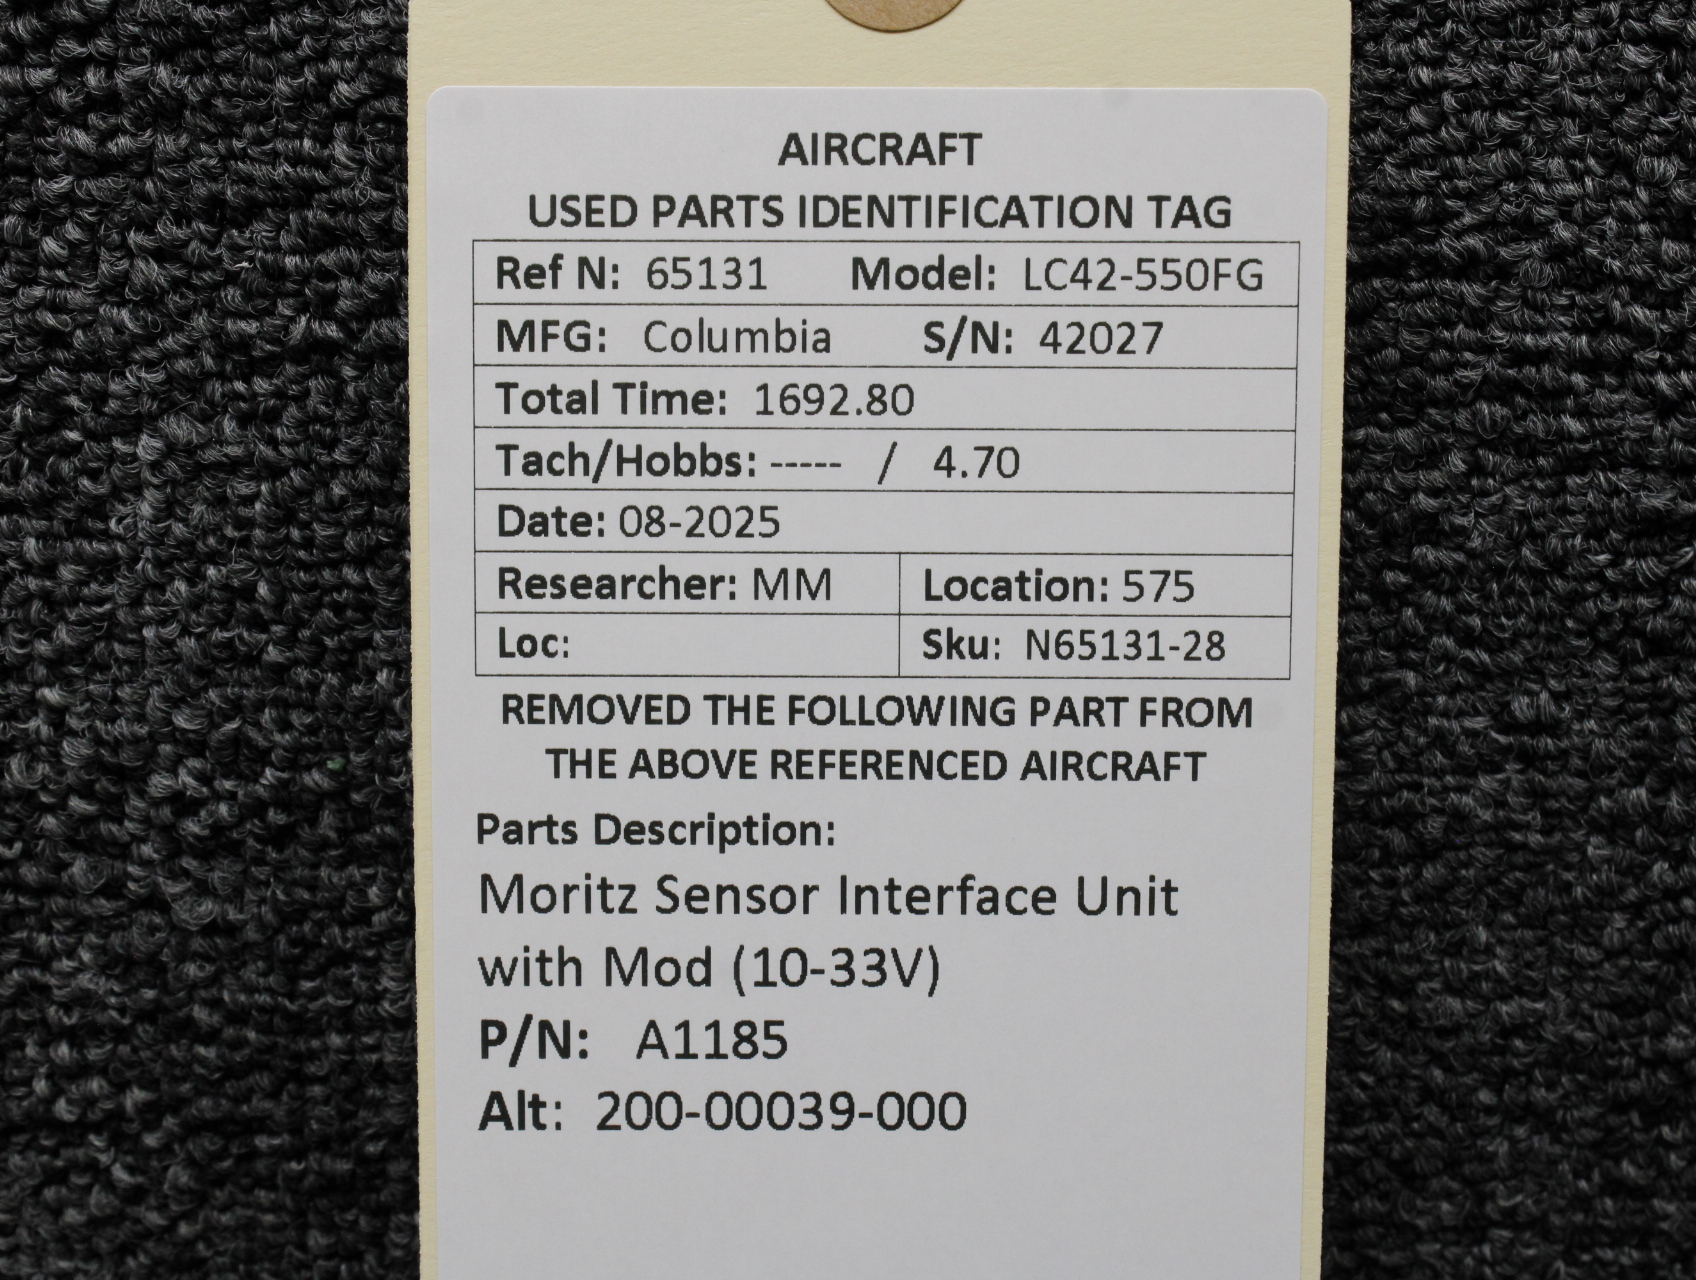 AIRCRAFT
USED PARTS IDENTIFICATION TAG
Ref N: 65131 Model: LC42-550FG
MFG: Columbia S/N: 42027
Total Time: 1692.80
Tach/Hobbs: ----- / 4.70
Date: 08-2025
Researcher: MM Location: 575
Loc: Sku: N65131-28
REMOVED THE FOLLOWING PART FROM
THE ABOVE REFERENCED AIRCRAFT
Parts Description:
Moritz Sensor Interface Unit
with Mod (10-33V)
P/N: A1185
Alt: 200-00039-000